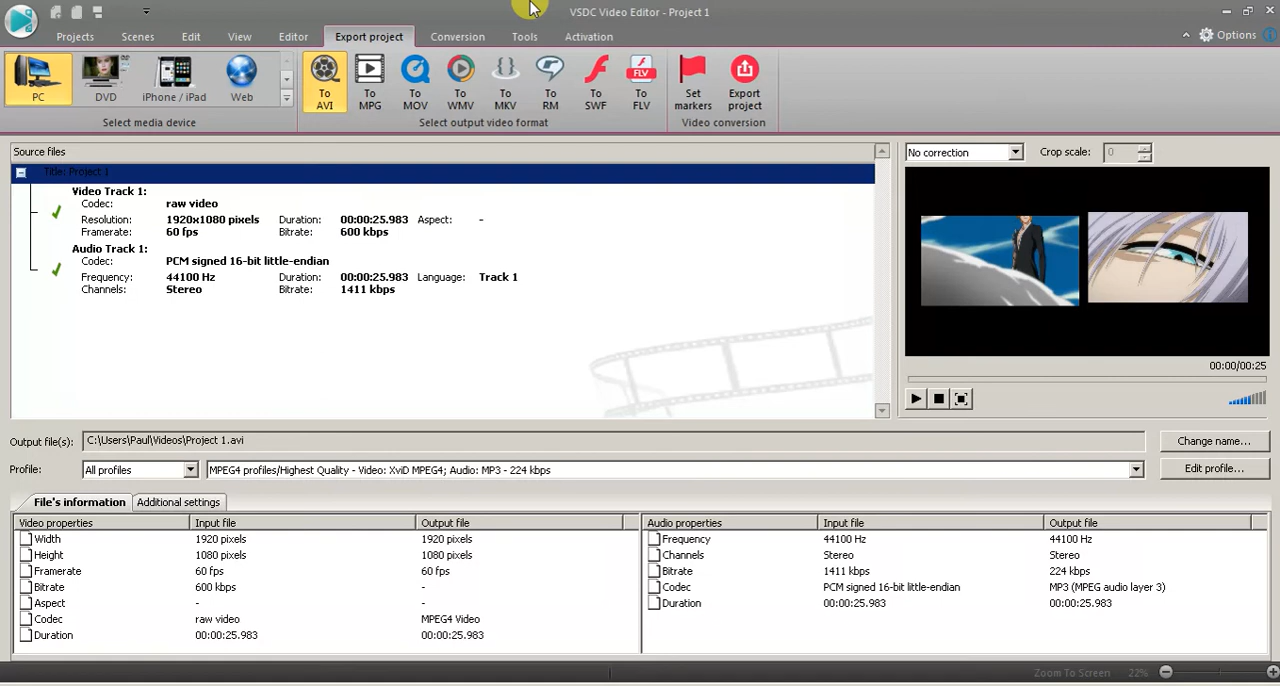 VSDC Video Editor - Project 1
Projects Scenes Edit View Editor Export project Conversion Tools Activation Options
PC DVD iPhone / iPad Web
To AVI To MPG To MOV To WMV To MKV To RM To SWF To FLV
FLV
Set markers Export project
Select media device Select output video format Video conversion
Source files
Title: Project 1
Video Track 1:
Codec: raw video
Resolution: 1920x1080 pixels Duration: 00:00:25.983 Aspect: -
Framerate: 60 fps Bitrate: 600 kbps
Audio Track 1:
Codec: PCM signed 16-bit little-endian
Frequency: 44100 Hz Duration: 00:00:25.983 Language: Track 1
Channels: Stereo Bitrate: 1411 kbps
No correction Crop scale: 0
00:00/00:25
Output file(s): C:\Users\Paul\Videos\Project 1.avi Change name...
Profile: All profiles MPEG4 profiles/Highest Quality - Video: XviD MPEG4; Audio: MP3 - 224 kbps Edit profile...
File's information Additional settings
Video properties Input file Output file
Width 1920 pixels 1920 pixels
Height 1080 pixels 1080 pixels
Framerate 60 fps 60 fps
Bitrate 600 kbps -
Aspect - -
Codec raw video MPEG4 Video
Duration 00:00:25.983 00:00:25.983
Audio properties Input file Output file
Frequency 44100 Hz 44100 Hz
Channels Stereo Stereo
Bitrate 1411 kbps 224 kbps
Codec PCM signed 16-bit little-endian MP3 (MPEG audio layer 3)
Duration 00:00:25.983 00:00:25.983
Zoom To Screen 22%